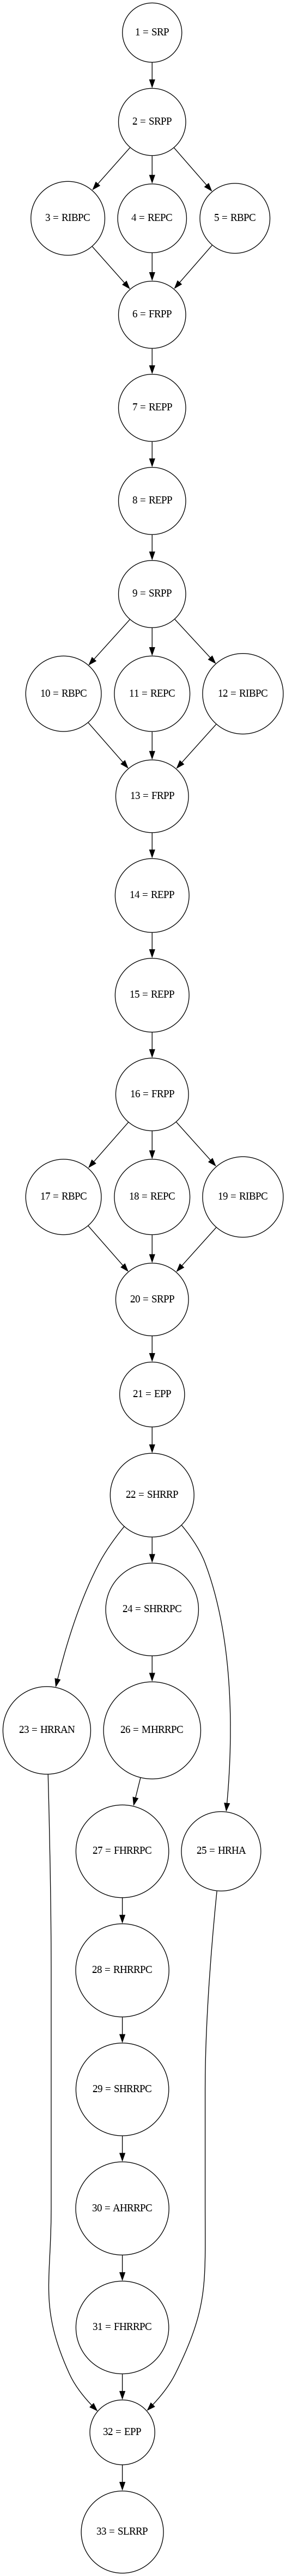 1 = SRP
2 = SRPP
3 = RIBPC
4 = REPC
5 = RBPC
6 = FRPP
7 = REPP
8 = REPP
9 = SRPP
10 = RBPC
11 = REPC
12 = RIBPC
13 = FRPP
14 = REPP
15 = REPP
16 = FRPP
17 = RBPC
18 = REPC
19 = RIBPC
20 = SRPP
21 = EPP
22 = SHRRP
24 = SHRRPC
23 = HRRAN
26 = MHRRPC
27 = FHRRPC
25 = HRHA
28 = RHRRPC
29 = SHRRPC
30 = AHRRPC
31 = FHRRPC
32 = EPP
33 = SLRRP